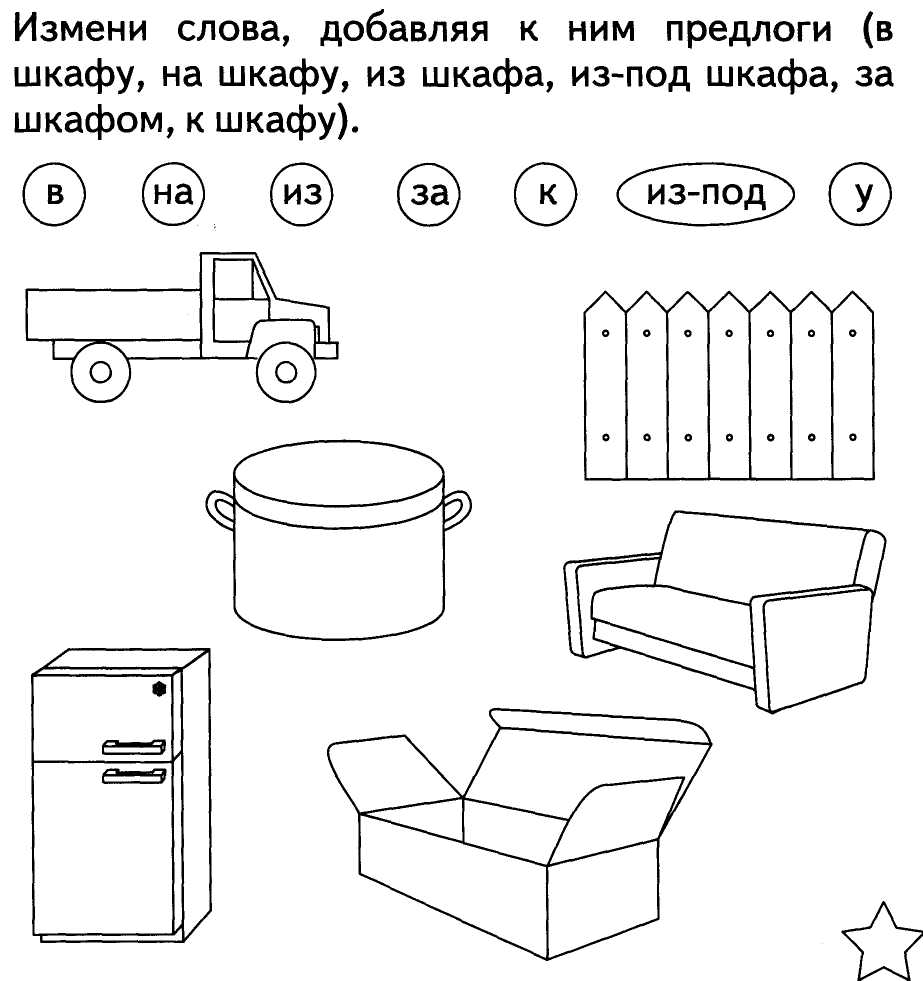 Измени слова, добавляя к ним предлоги (в
шкафу, на шкафу, из шкафа, из-под шкафа, за
шкафом, к шкафу).
в на из за к из-под у